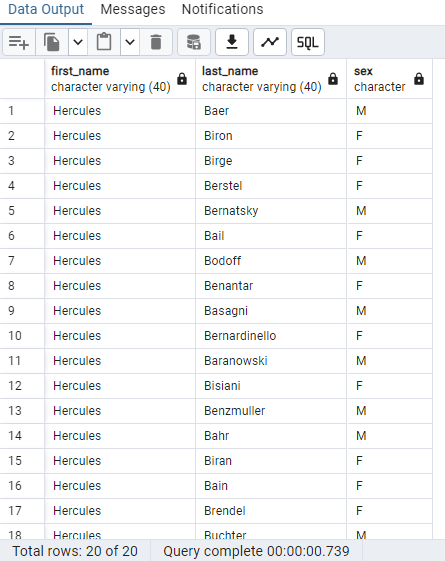 Data Output Messages Notifications
SQL
first_name last_name sex
character varying (40) character varying (40) character
1 Hercules Baer M
2 Hercules Biron F
3 Hercules Birge F
4 Hercules Berstel F
5 Hercules Bernatsky M
6 Hercules Bail F
7 Hercules Bodoff M
8 Hercules Benantar F
9 Hercules Basagni M
10 Hercules Bernardinello F
11 Hercules Baranowski M
12 Hercules Bisiani F
13 Hercules Benzmuller M
14 Hercules Bahr M
15 Hercules Biran F
16 Hercules Bain F
17 Hercules Brendel F
18 Hercules Buchter M
Total rows: 20 of 20 Query complete 00:00:00.739